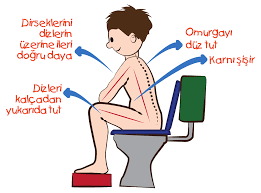 Dirseklerini
dizlerin
üzerine ileri
doğru daya
Omurgayı
düz tut
Karnı şişir
Dizleri
kalçadan
yukarıda tut